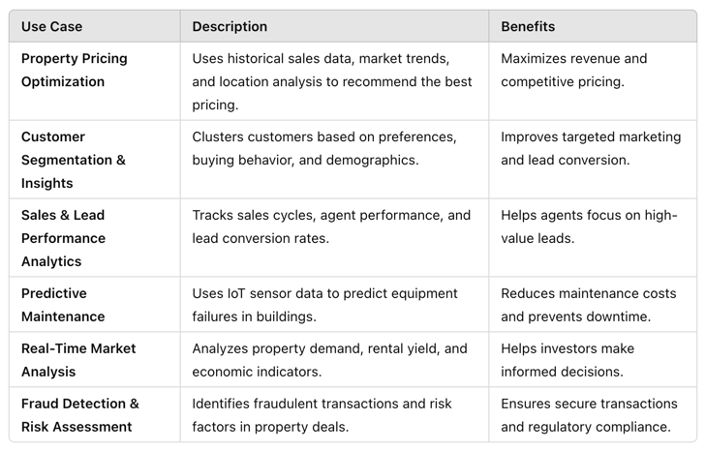 Use Case Description Benefits
Property Pricing Uses historical sales data, market trends, Maximizes revenue and
Optimization and location analysis to recommend the best competitive pricing.
pricing.
Customer Clusters customers based on preferences, Improves targeted marketing
Segmentation & buying behavior, and demographics. and lead conversion.
Insights
Sales & Lead Tracks sales cycles, agent performance, and Helps agents focus on high-
Performance lead conversion rates. value leads.
Analytics
Predictive Uses IoT sensor data to predict equipment Reduces maintenance costs
Maintenance failures in buildings. and prevents downtime.
Real-Time Market Analyzes property demand, rental yield, and Helps investors make
Analysis economic indicators. informed decisions.
Fraud Detection & Identifies fraudulent transactions and risk Ensures secure transactions
Risk Assessment factors in property deals. and regulatory compliance.